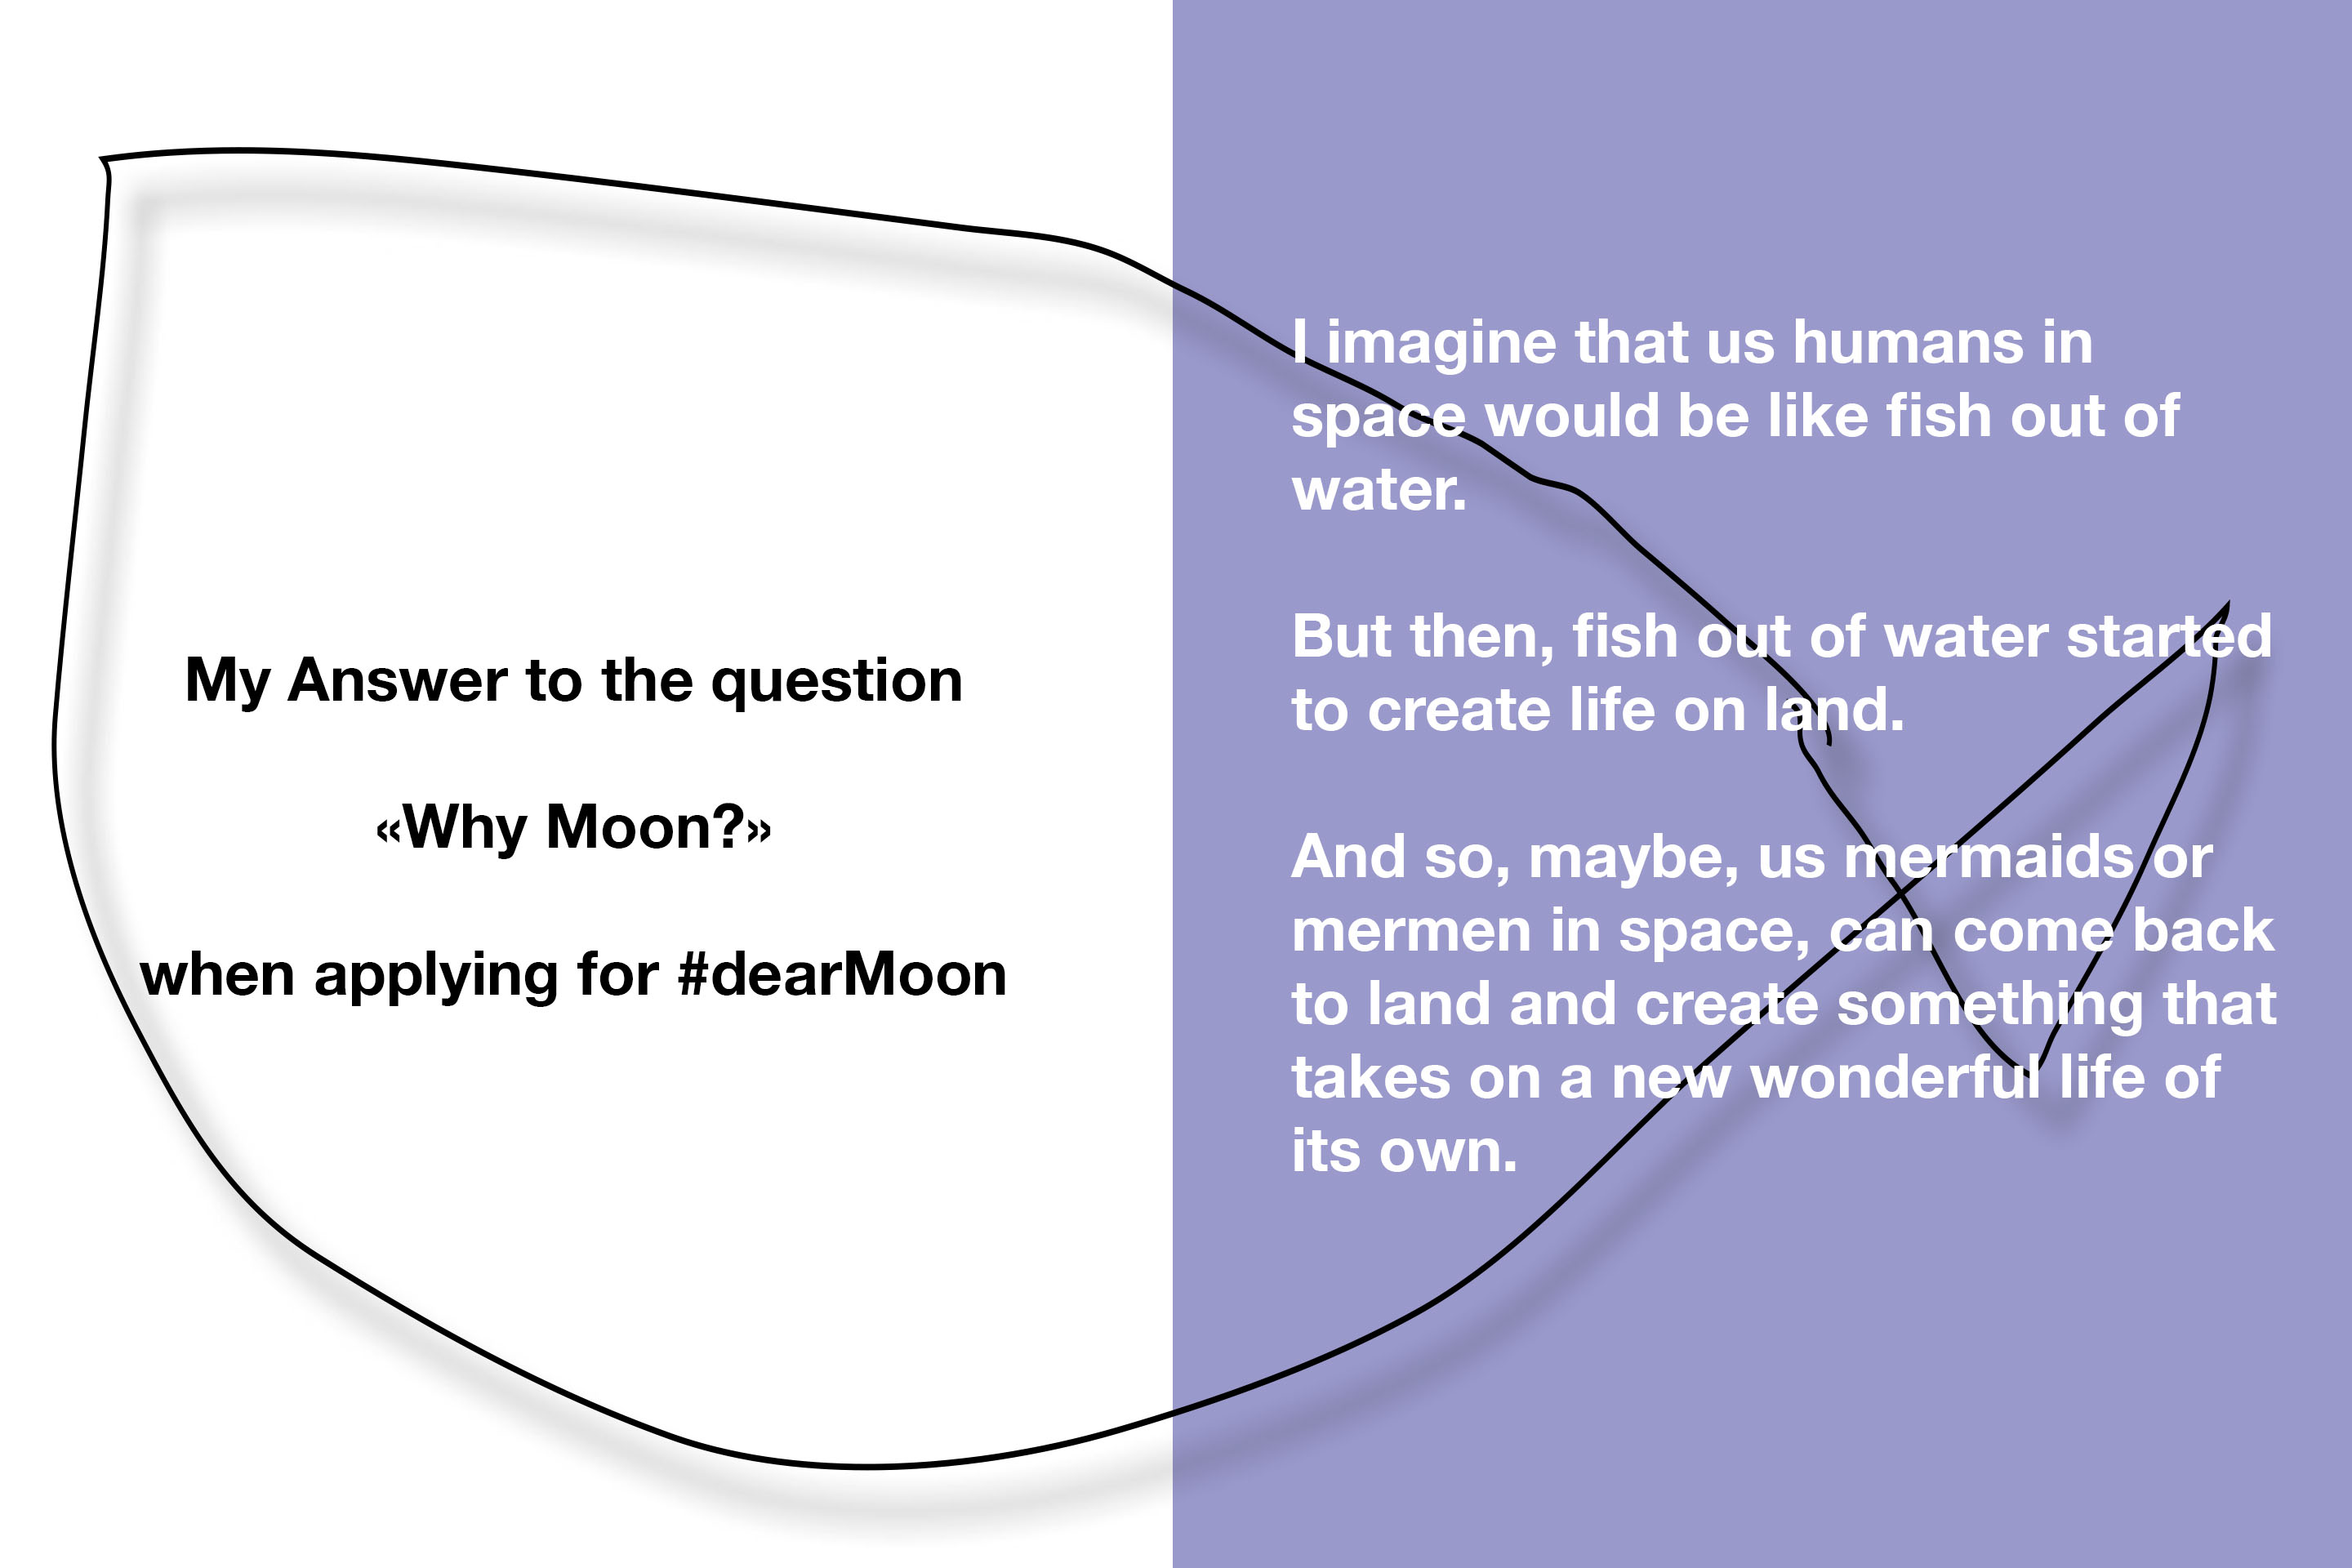 My Answer to the question
«Why Moon?»
when applying for #dearMoon
I imagine that us humans in
space would be like fish out of
water.
But then, fish out of water started
to create life on land.
And so, maybe, us mermaids or
mermen in space, can come back
to land and create something that
takes on a new wonderful life of
its own.